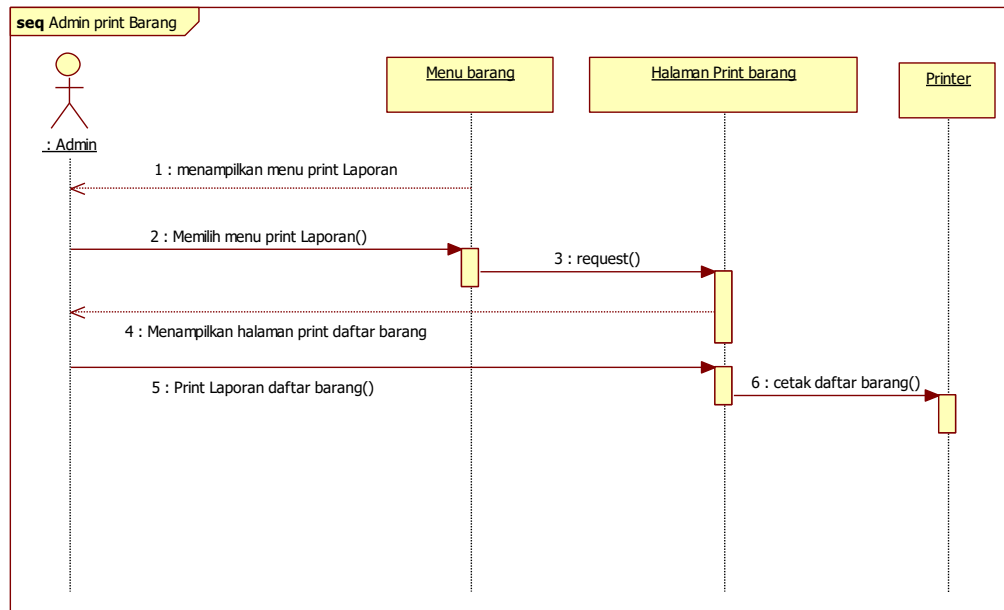 seq Admin print Barang
Menu barang
Halaman Print barang
Printer
: Admin
1 : menampilkan menu print Laporan
2 : Memilih menu print Laporan()
3 : request()
4 : Menampilkan halaman print daftar barang
5 : Print Laporan daftar barang()
6 : cetak daftar barang()